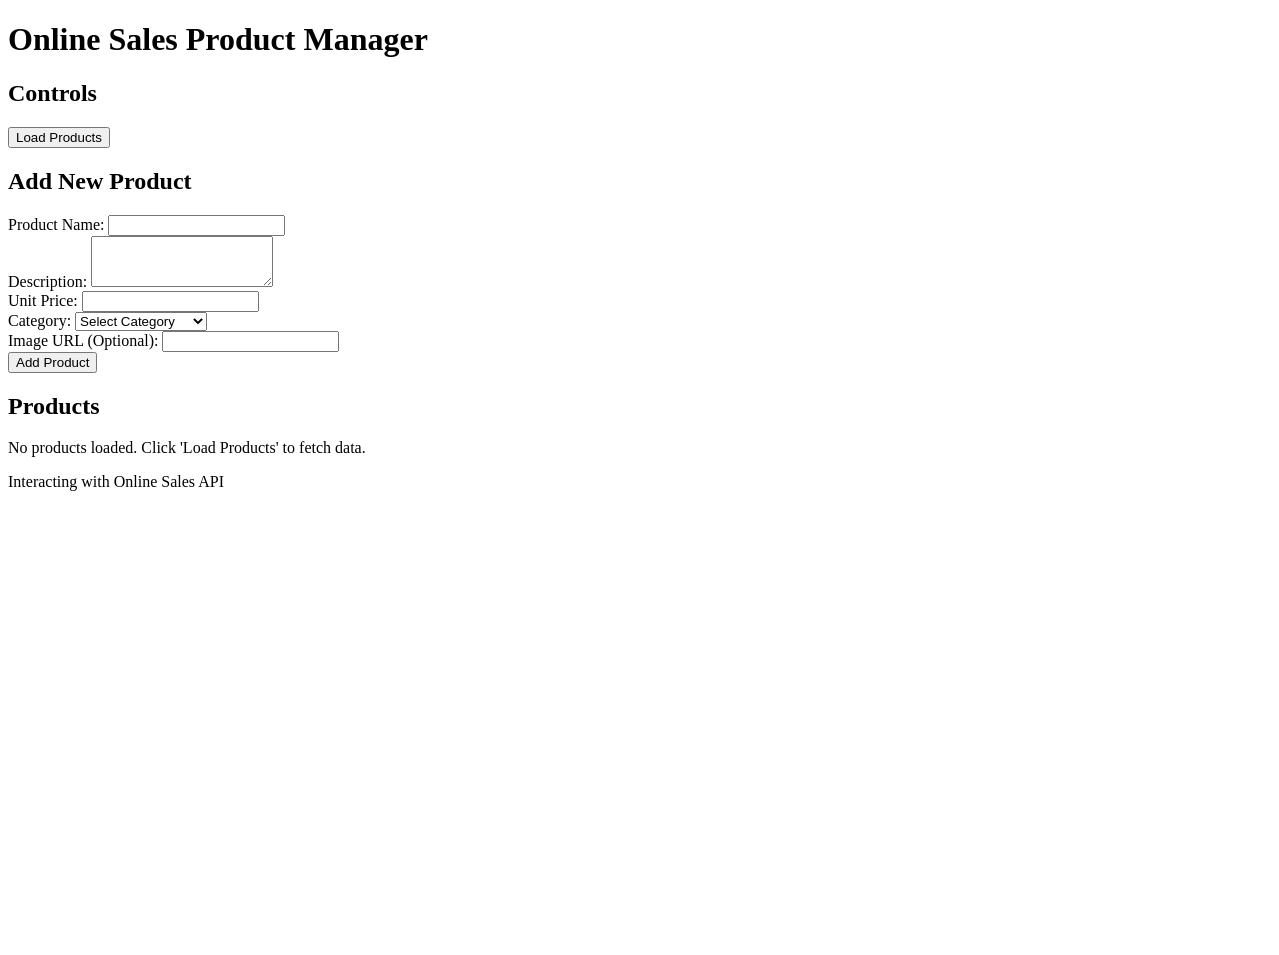 Online Sales Product Manager
Controls
Load Products
Add New Product
Product Name:
Description:
Unit Price:
Category: Select Category
Image URL (Optional):
Add Product
Products
No products loaded. Click 'Load Products' to fetch data.
Interacting with Online Sales API